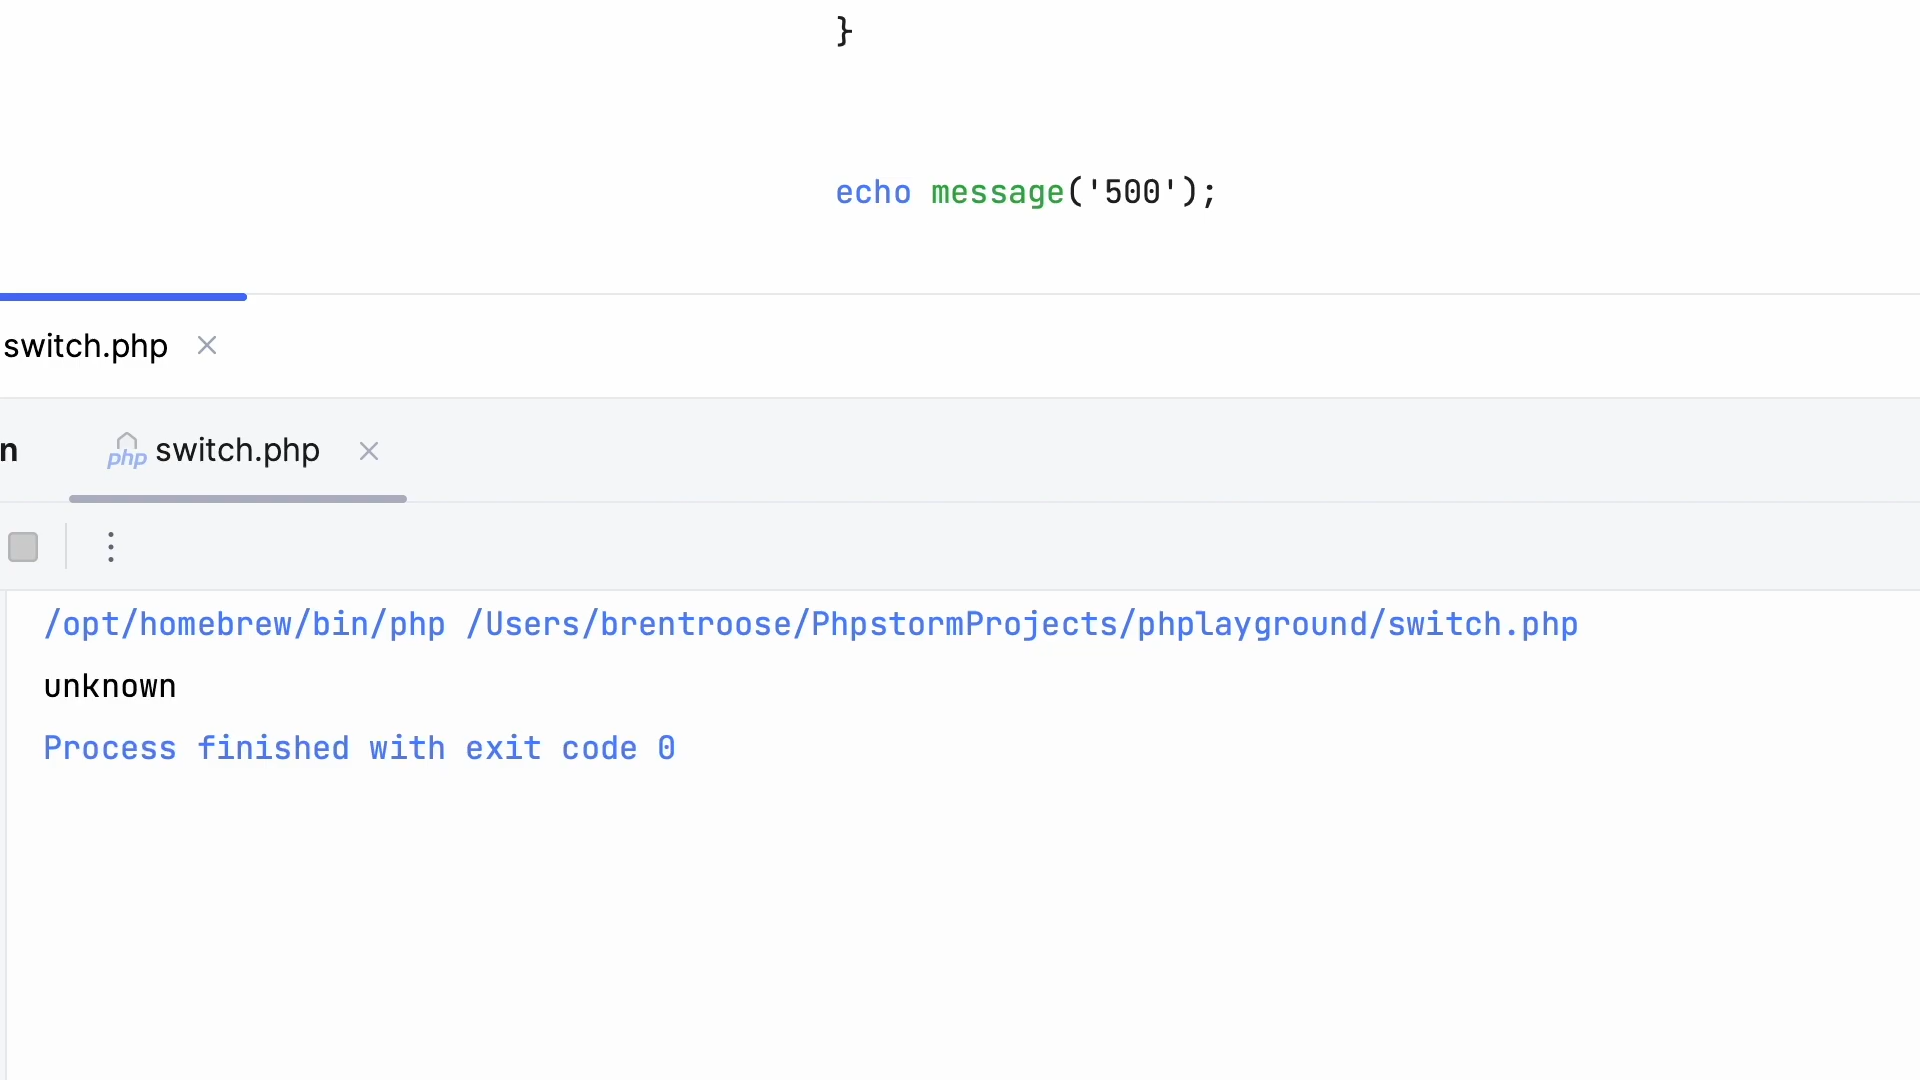 }
echo message('500');
switch.php
n
php switch.php
/opt/homebrew/bin/php /Users/brentroose/PhpstormProjects/phplayground/switch.php
unknown
Process finished with exit code 0